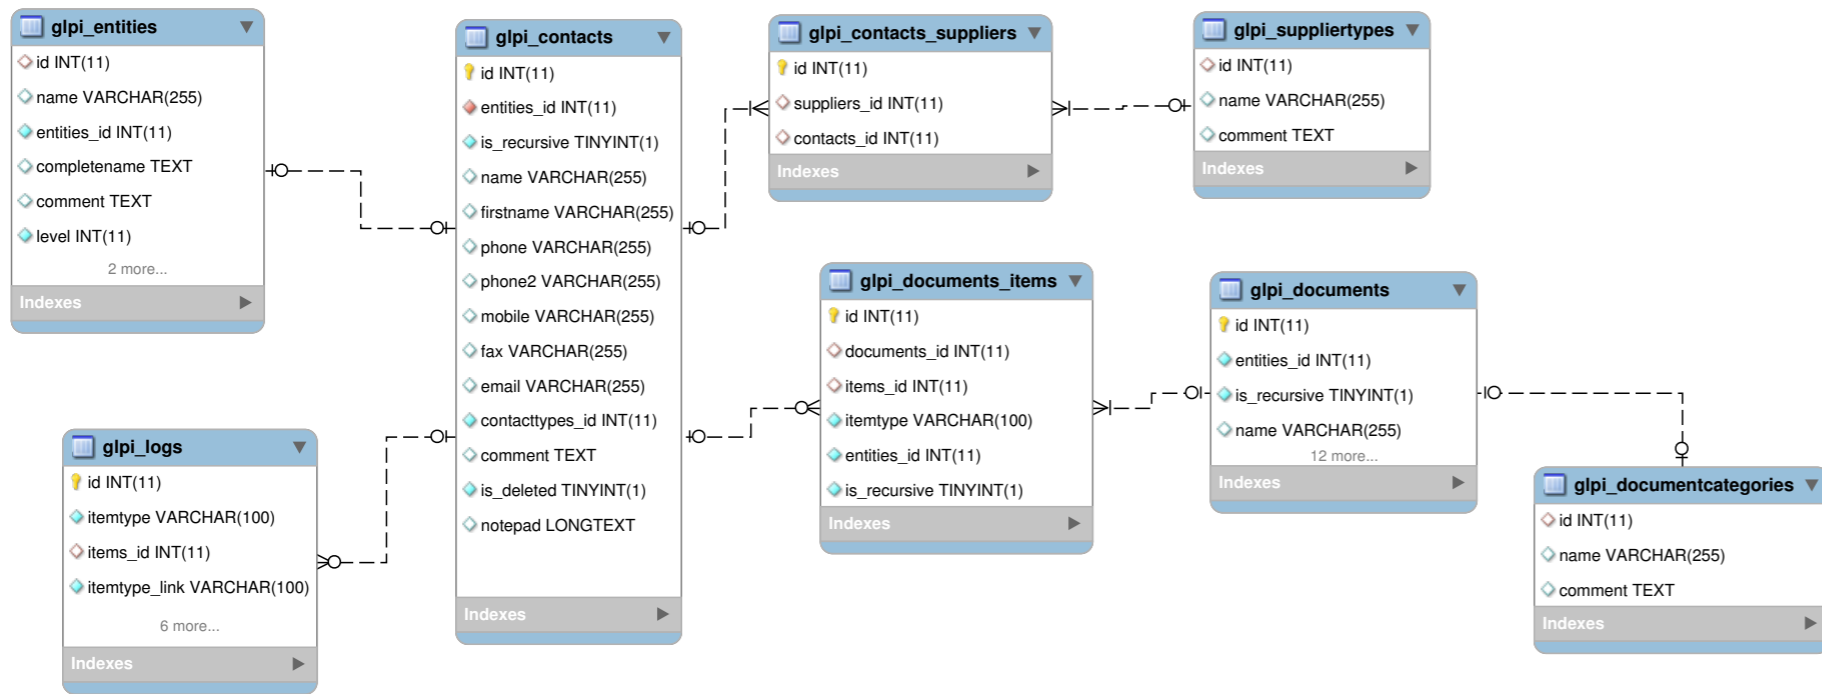 glpi_entities
id INT(11)
name VARCHAR(255)
entities_id INT(11)
completename TEXT
comment TEXT
level INT(11)
2 more...
Indexes
glpi_contacts
id INT(11)
entities_id INT(11)
is_recursive TINYINT(1)
name VARCHAR(255)
firstname VARCHAR(255)
phone VARCHAR(255)
phone2 VARCHAR(255)
mobile VARCHAR(255)
fax VARCHAR(255)
email VARCHAR(255)
contacttypes_id INT(11)
comment TEXT
is_deleted TINYINT(1)
notepad LONGTEXT
Indexes
glpi_contacts_suppliers
id INT(11)
suppliers_id INT(11)
contacts_id INT(11)
Indexes
glpi_suppliertypes
id INT(11)
name VARCHAR(255)
comment TEXT
Indexes
glpi_documents_items
id INT(11)
documents_id INT(11)
items_id INT(11)
itemtype VARCHAR(100)
entities_id INT(11)
is_recursive TINYINT(1)
Indexes
glpi_documents
id INT(11)
entities_id INT(11)
is_recursive TINYINT(1)
name VARCHAR(255)
12 more...
Indexes
glpi_logs
id INT(11)
itemtype VARCHAR(100)
items_id INT(11)
itemtype_link VARCHAR(100)
6 more...
Indexes
glpi_documentcategories
id INT(11)
name VARCHAR(255)
comment TEXT
Indexes